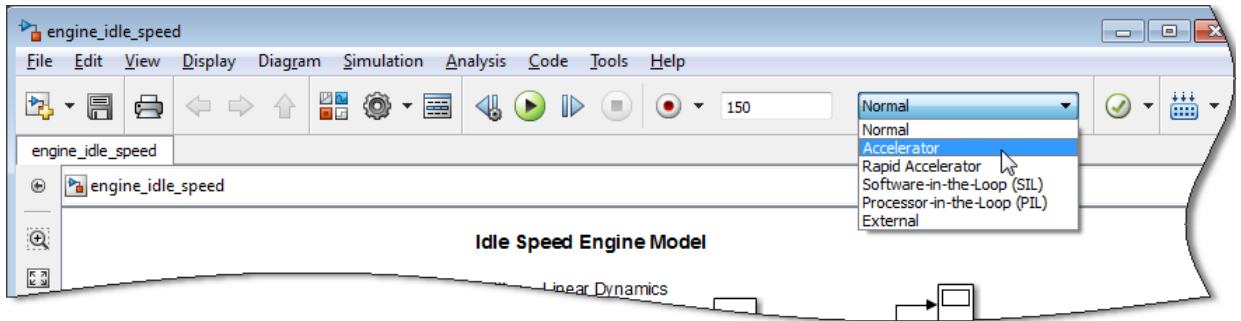 engine_idle_speed
File Edit View Display Diagram Simulation Analysis Code Tools Help
150 Normal
Normal
Accelerator
Rapid Accelerator
Software-in-the-Loop (SIL)
Processor-in-the-Loop (PIL)
External
engine_idle_speed
engine_idle_speed
Idle Speed Engine Model
Linear Dynamics